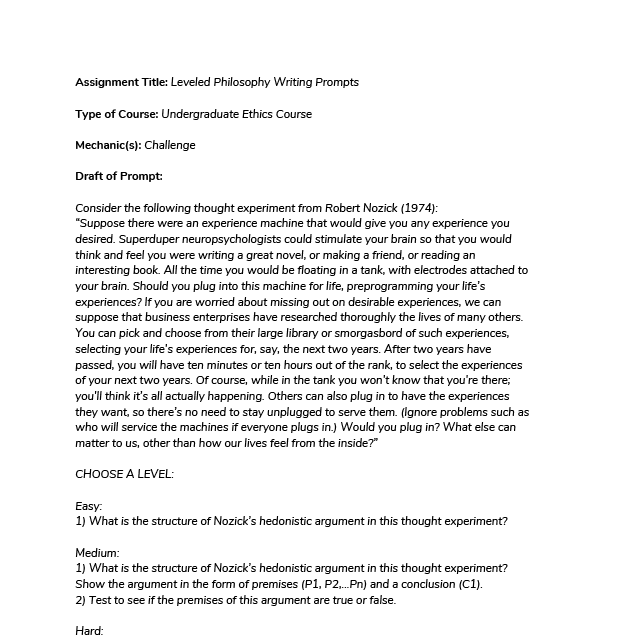 Assignment Title: Leveled Philosophy Writing Prompts
Type of Course: Undergraduate Ethics Course
Mechanic(s): Challenge
Draft of Prompt:
Consider the following thought experiment from Robert Nozick (1974):
“Suppose there were an experience machine that would give you any experience you
desired. Superduper neuropsychologists could stimulate your brain so that you would
think and feel you were writing a great novel, or making a friend, or reading an
interesting book. All the time you would be floating in a tank, with electrodes attached to
your brain. Should you plug into this machine for life, preprogramming your life’s
experiences? If you are worried about missing out on desirable experiences, we can
suppose that business enterprises have researched thoroughly the lives of many others.
You can pick and choose from their large library or smorgasbord of such experiences,
selecting your life’s experiences for, say, the next two years. After two years have
passed, you will have ten minutes or ten hours out of the rank, to select the experiences
of your next two years. Of course, while in the tank you won’t know that you’re there;
you’ll think it’s all actually happening. Others can also plug in to have the experiences
they want, so there’s no need to stay unplugged to serve them. (Ignore problems such as
who will service the machines if everyone plugs in.) Would you plug in? What else can
matter to us, other than how our lives feel from the inside?”
CHOOSE A LEVEL:
Easy:
1) What is the structure of Nozick’s hedonistic argument in this thought experiment?
Medium:
1) What is the structure of Nozick’s hedonistic argument in this thought experiment?
Show the argument in the form of premises (P1, P2,...Pn) and a conclusion (C1).
2) Test to see if the premises of this argument are true or false.
Hard: